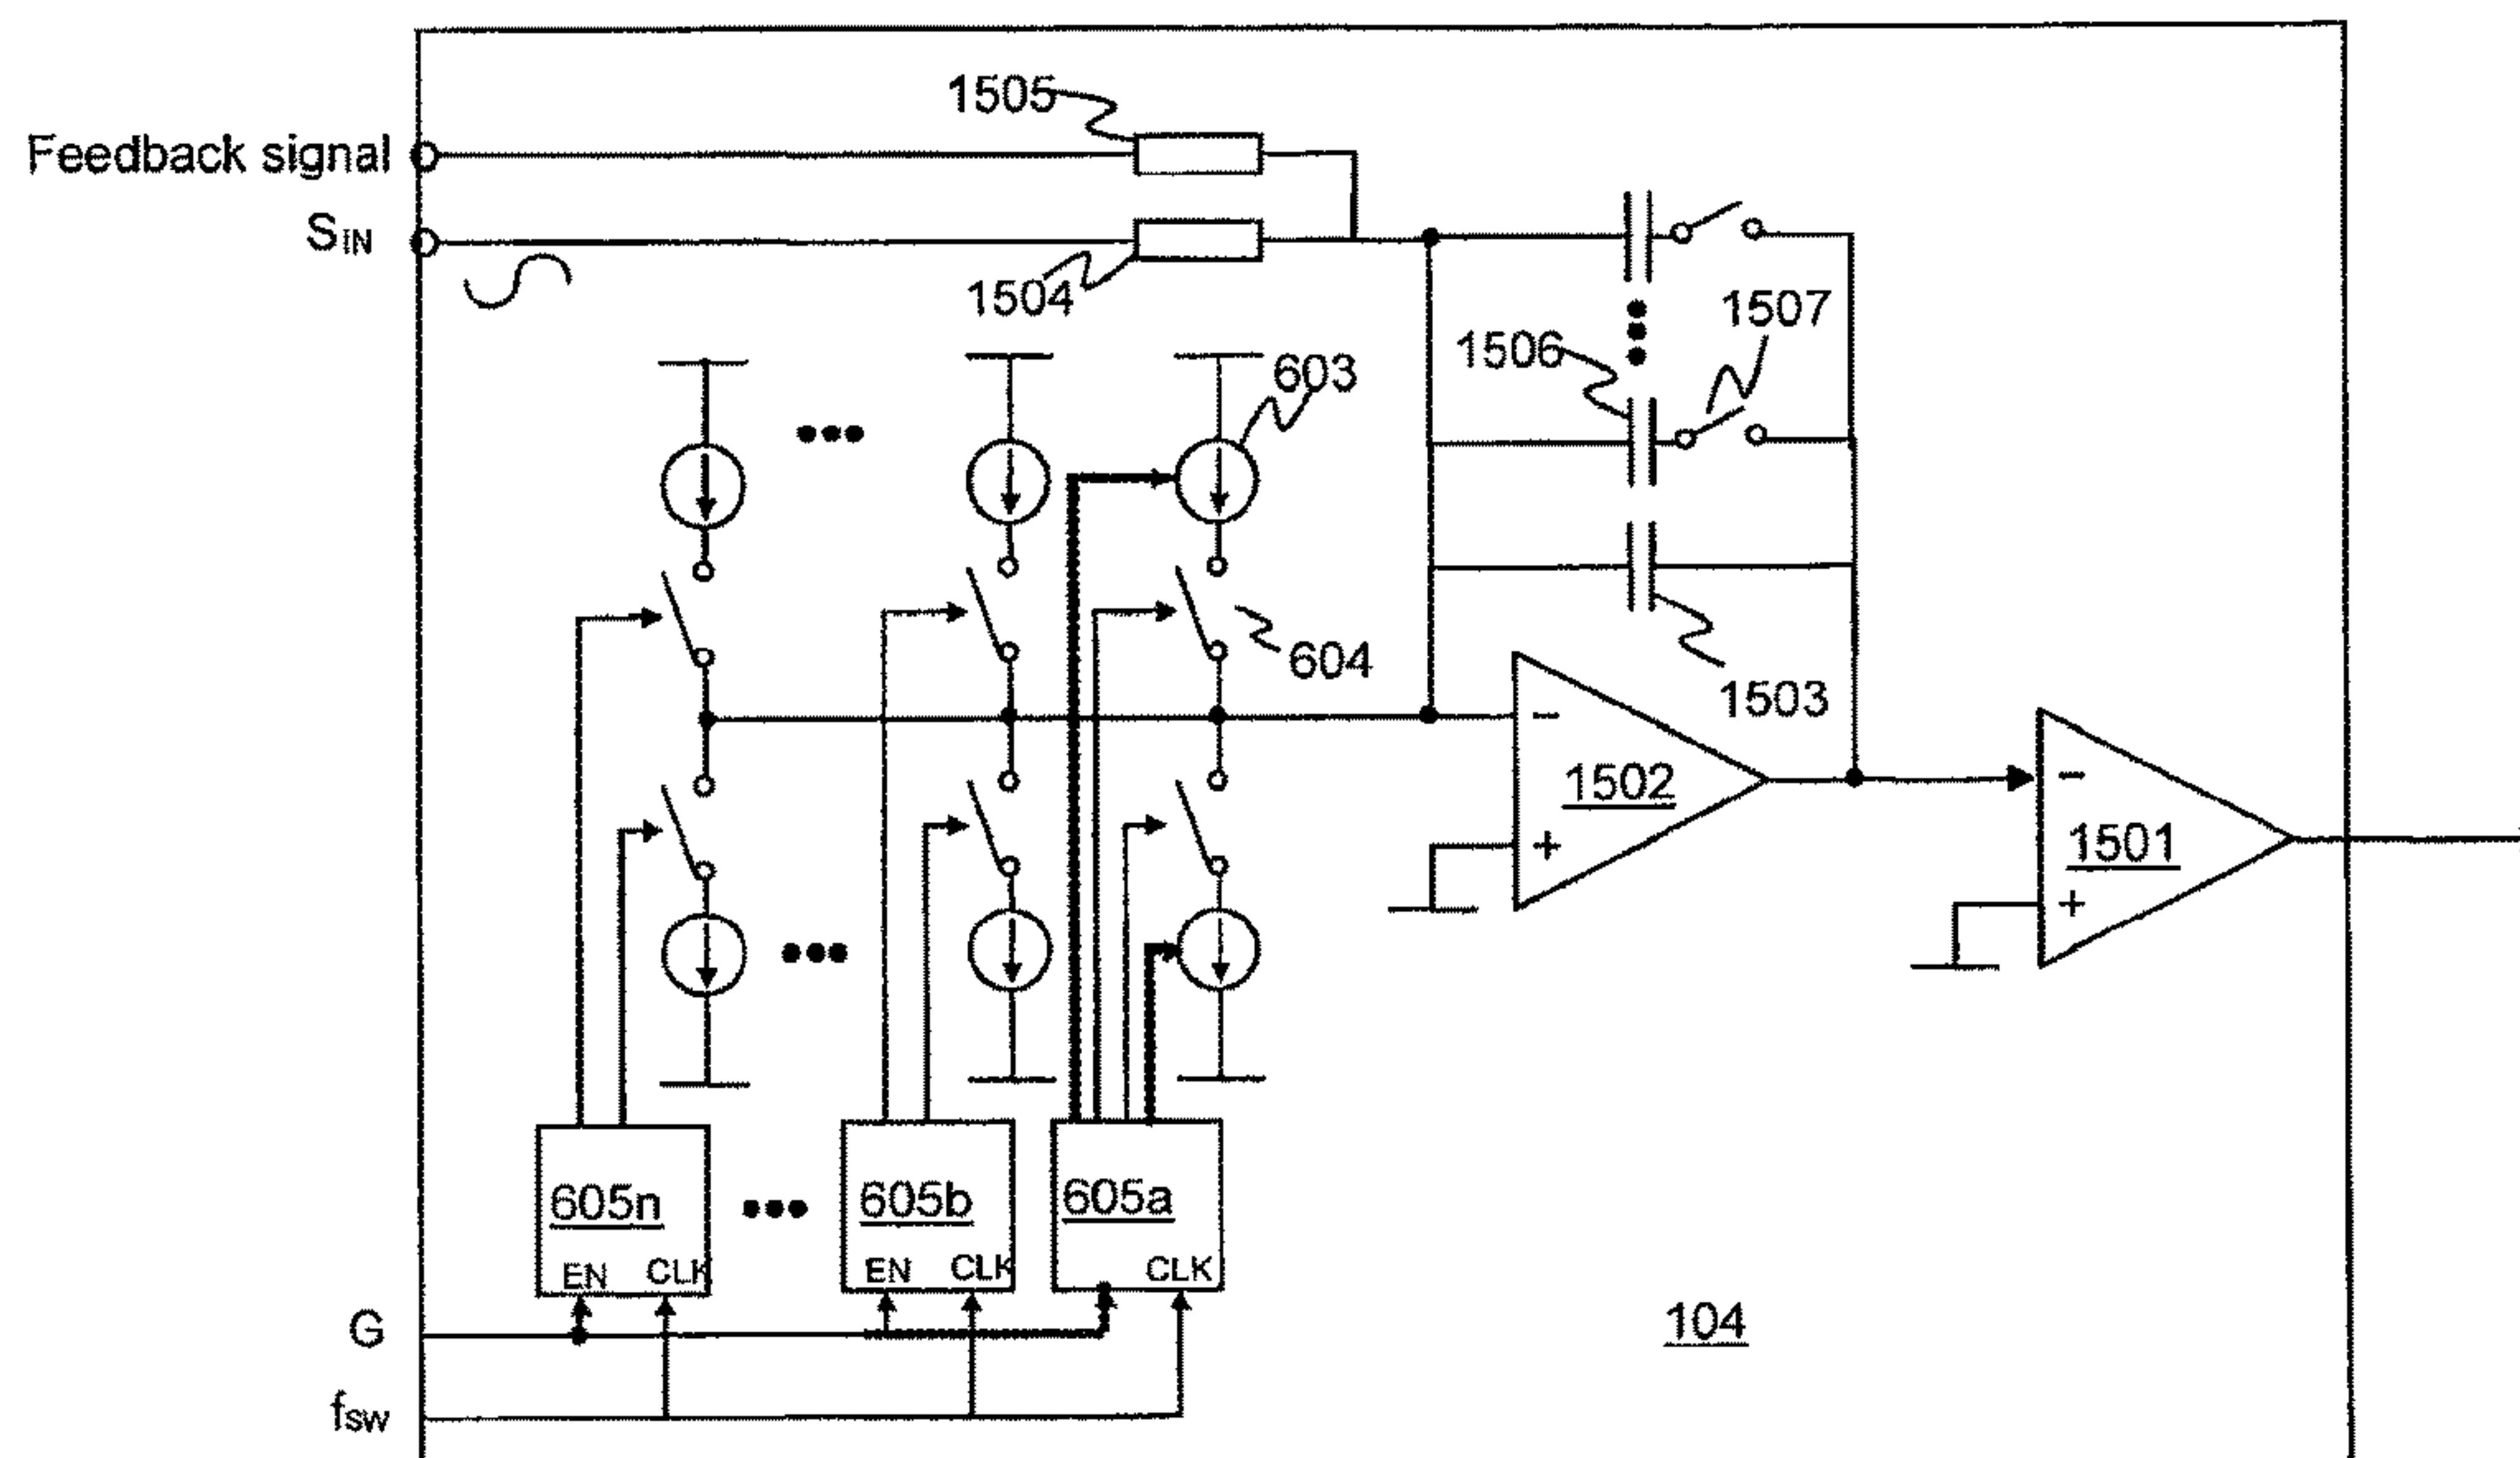 1505
Feedback signal
SIN
1504
1507
1506
603
604
1503
−
1502
+
−
1501
+
605n
605b
605a
EN CLK
EN CLK
CLK
G
104
fsw